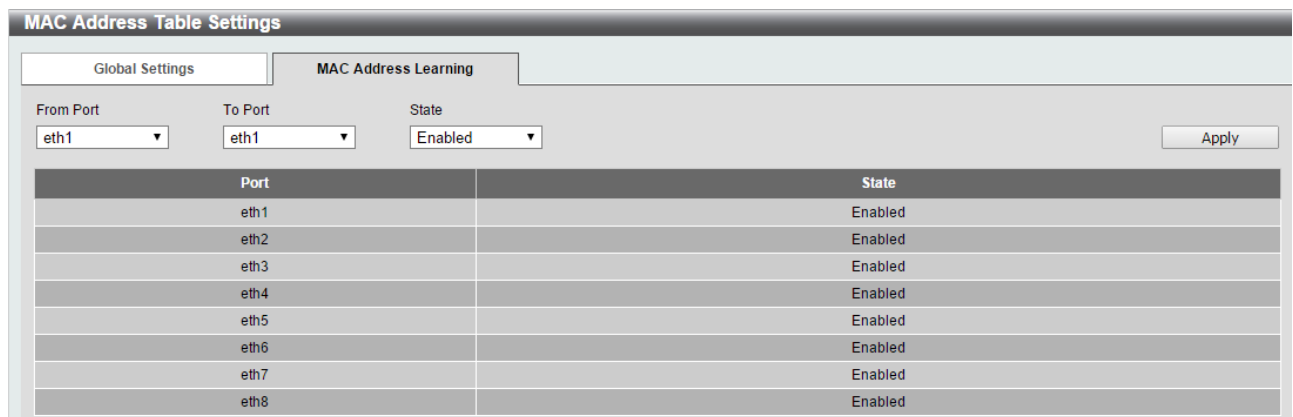 MAC Address Table Settings
Global Settings MAC Address Learning
From Port To Port State
eth1 eth1 Enabled Apply
Port State
eth1 Enabled
eth2 Enabled
eth3 Enabled
eth4 Enabled
eth5 Enabled
eth6 Enabled
eth7 Enabled
eth8 Enabled